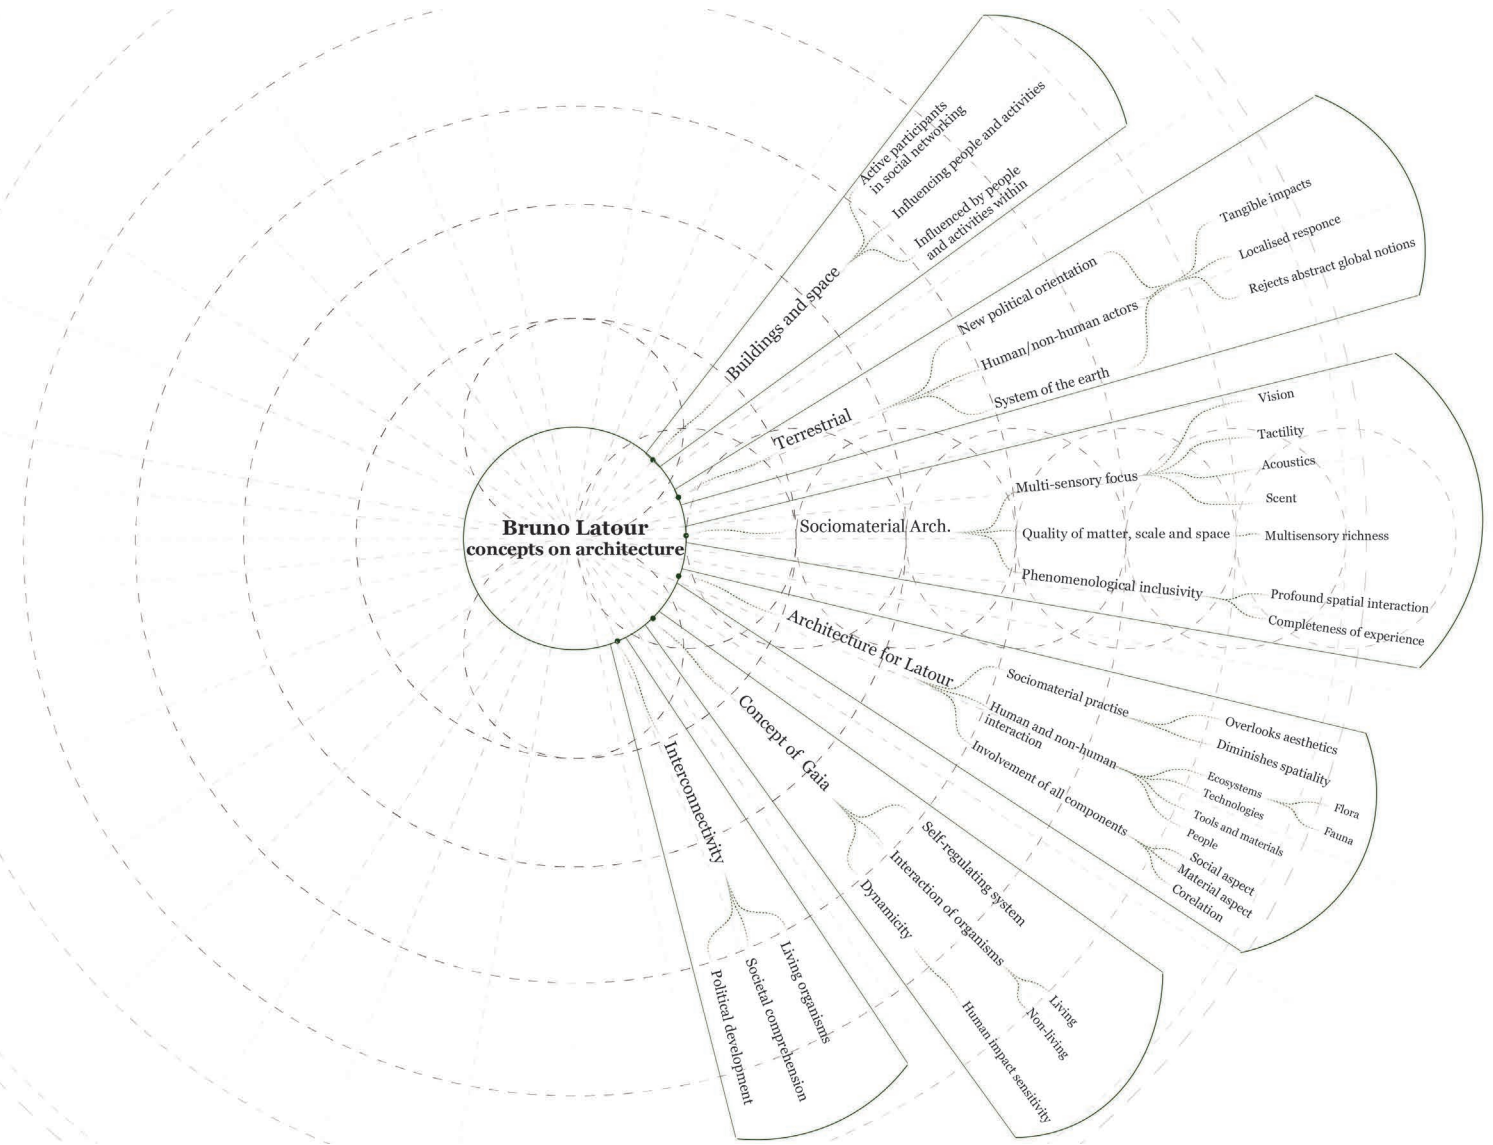 Bruno Latour
concepts on architecture
Buildings and space
Active participants
in social networking
Influencing people and activities
Influenced by people
and activities within
Terrestrial
New political orientation
Human/non-human actors
System of the earth
Tangible impacts
Localised responce
Rejects abstract global notions
Sociomaterial Arch.
Multi-sensory focus
Vision
Tactility
Acoustics
Scent
Quality of matter, scale and space
Multisensory richness
Phenomenological inclusivity
Profound spatial interaction
Completeness of experience
Architecture for Latour
Sociomaterial practise
Overlooks aesthetics
Diminishes spatiality
Human and non-human
interaction
Ecosystems
Flora
Fauna
Technologies
Tools and materials
People
Involvement of all components
Social aspect
Material aspect
Corelation
Concept of Gaia
Self-regulating system
Interaction of organisms
Living
Non-living
Dynamicity
Human impact sensitivity
Interconnectivity
Living organisms
Societal comprehension
Political development